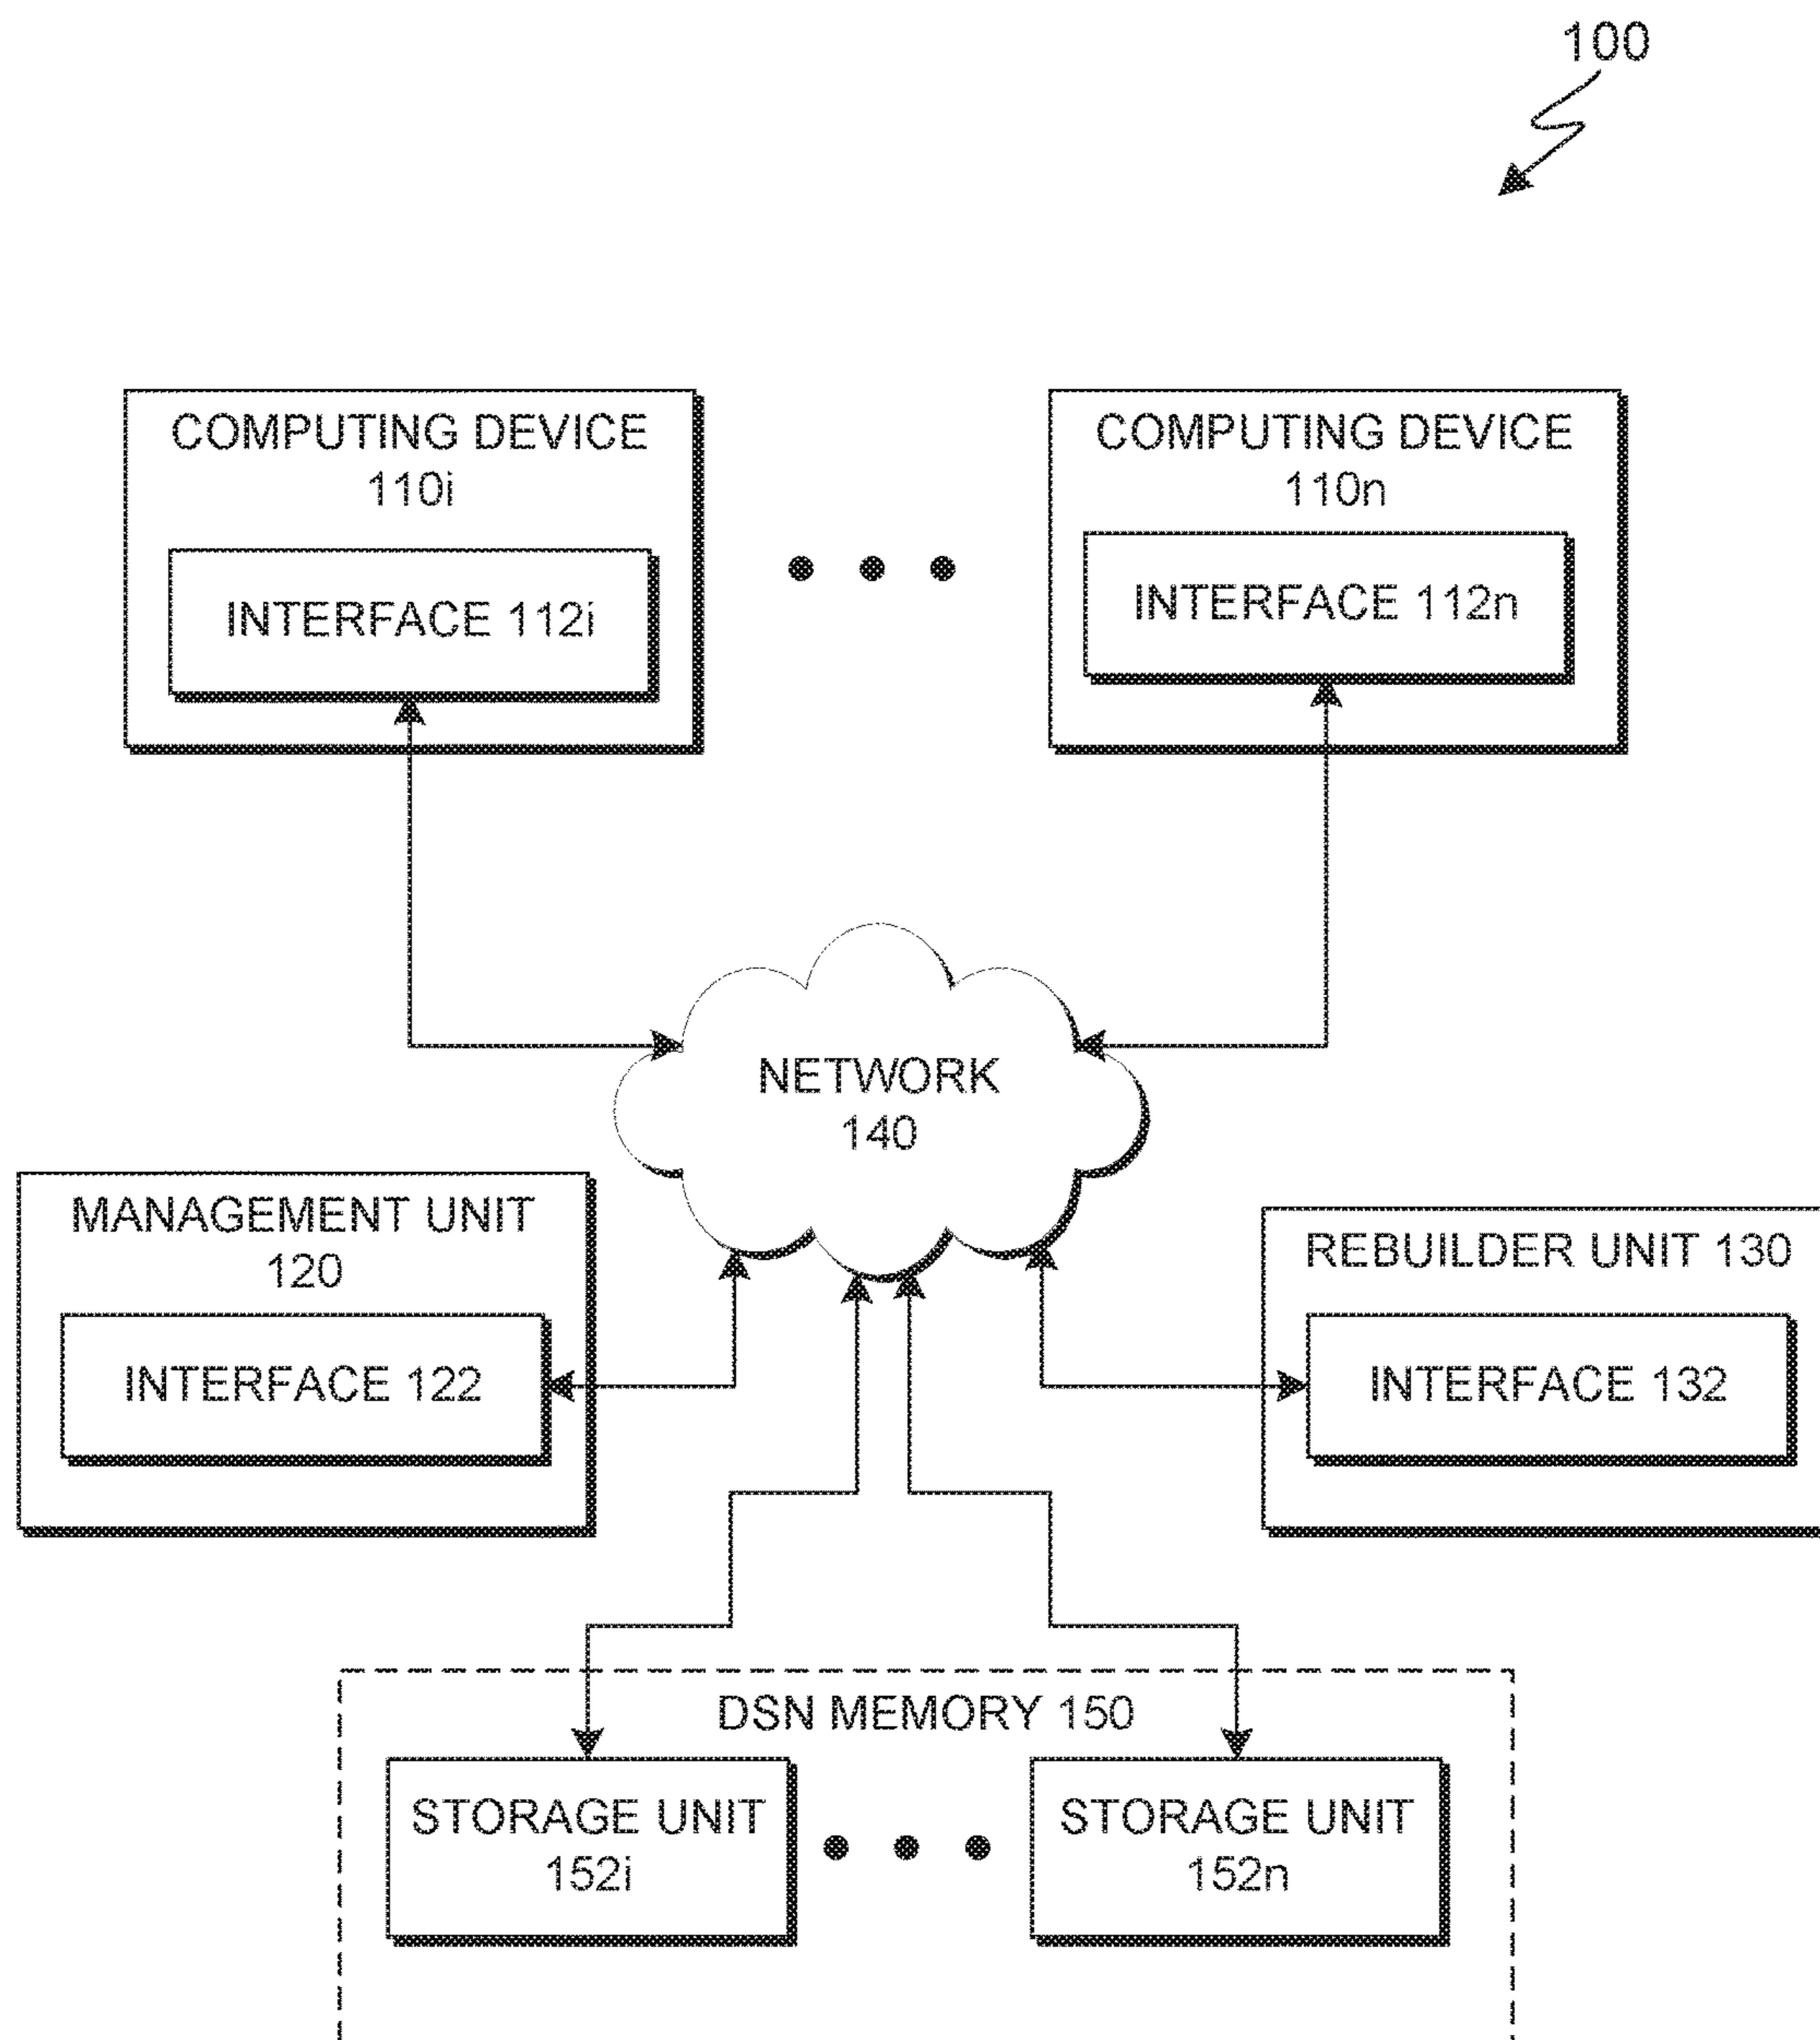 100
COMPUTING DEVICE
110i
INTERFACE 112i
COMPUTING DEVICE
110n
INTERFACE 112n
NETWORK
140
MANAGEMENT UNIT
120
INTERFACE 122
REBUILDER UNIT 130
INTERFACE 132
DSN MEMORY 150
STORAGE UNIT
152i
STORAGE UNIT
152n